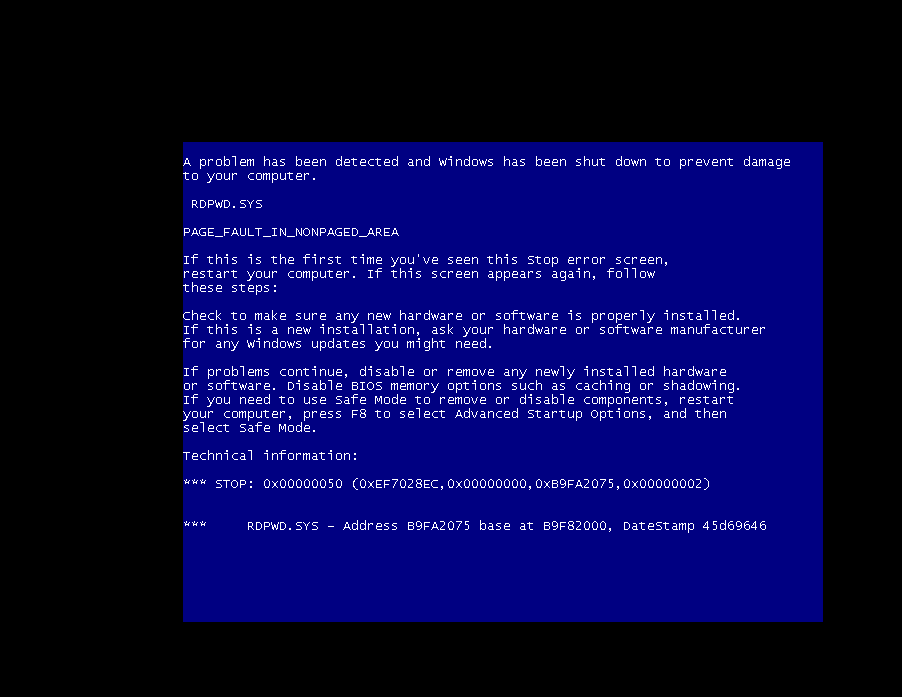 A problem has been detected and Windows has been shut down to prevent damage
to your computer.
RDPWD.SYS
PAGE_FAULT_IN_NONPAGED_AREA
If this is the first time you've seen this Stop error screen,
restart your computer. If this screen appears again, follow
these steps:
Check to make sure any new hardware or software is properly installed.
If this is a new installation, ask your hardware or software manufacturer
for any Windows updates you might need.
If problems continue, disable or remove any newly installed hardware
or software. Disable BIOS memory options such as caching or shadowing.
If you need to use Safe Mode to remove or disable components, restart
your computer, press F8 to select Advanced Startup Options, and then
select Safe Mode.
Technical information:
*** STOP: 0x00000050 (0xEF7028EC,0x00000000,0xB9FA2075,0x00000002)
***     RDPWD.SYS - Address B9FA2075 base at B9F82000, DateStamp 45d69646